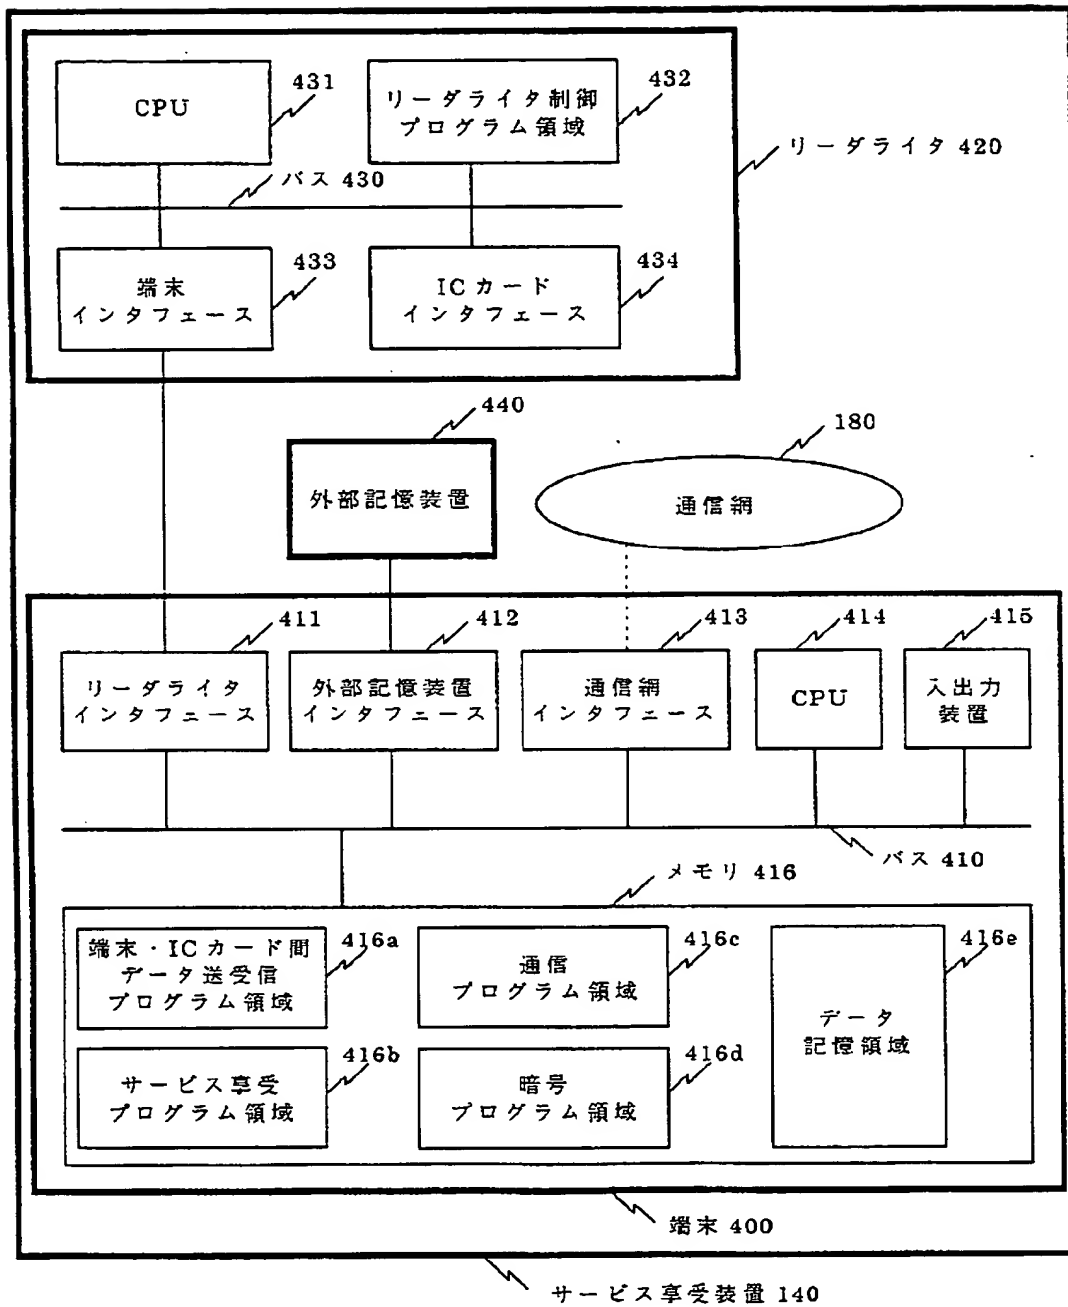 431
432
CPU
リーダライタ制御
プログラム領域
リーダライタ 420
バス 430
433
434
端末
インタフェース
ICカード
インタフェース
440
180
外部記憶装置
通信網
411
412
413
414
415
リーダライタ
インタフェース
外部記憶装置
インタフェース
通信網
インタフェース
CPU
入出力
装置
バス 410
メモリ 416
端末・ICカード間
データ送受信
プログラム領域
416a
通信
プログラム領域
416c
データ
記憶領域
416e
サービス享受
プログラム領域
416b
暗号
プログラム領域
416d
端末 400
サービス享受装置 140